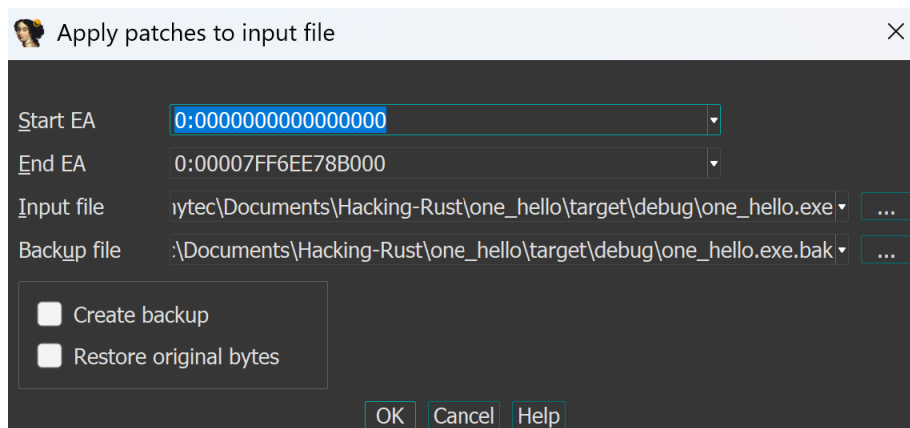 Apply patches to input file
Start EA 0:0000000000000000
End EA 0:00007FF6EE78B000
Input file ıytec\Documents\Hacking-Rust\one_hello\target\debug\one_hello.exe ...
Backup file :\Documents\Hacking-Rust\one_hello\target\debug\one_hello.exe.bak ...
Create backup
Restore original bytes
OK Cancel Help